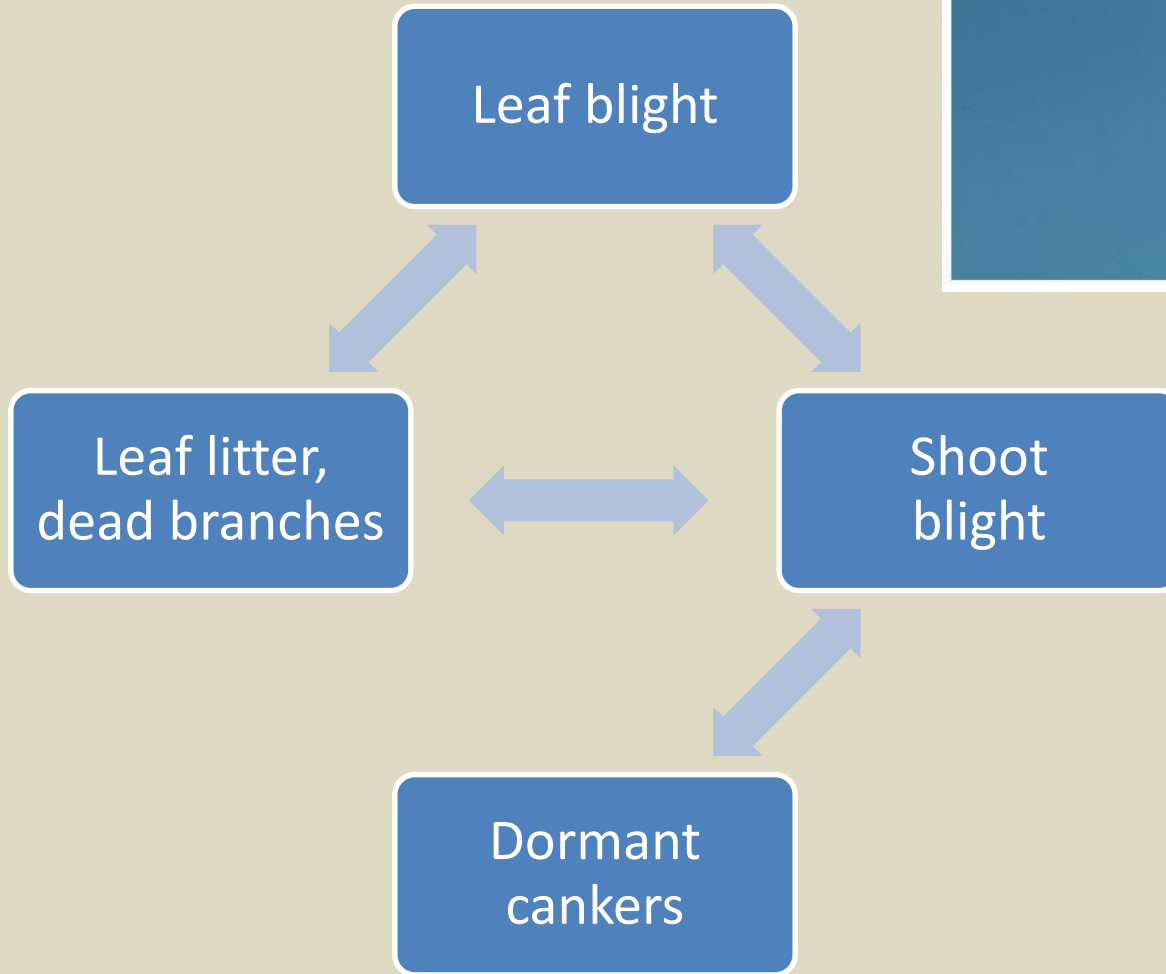 Leaf blight
Leaf litter,
dead branches
Shoot
blight
Dormant
cankers